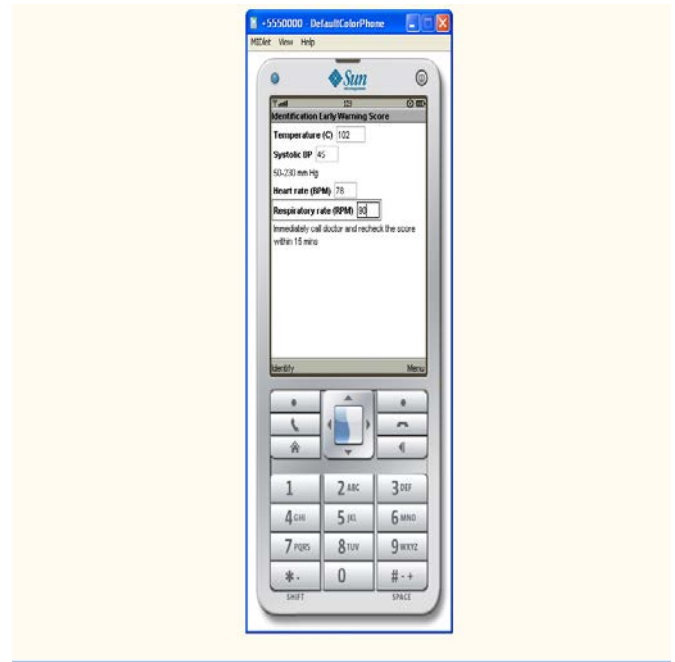 +5550000 - DefaultColorPhone
MIDlet View Help
Sun
123
Identification Early Warning Score
Temperature (C) 102
Systolic BP 45
50-230 mm Hg
Heart rate (BPM) 78
Respiratory rate (RPM) 90
Immediately call doctor and recheck the score
within 15 mins
Identify Menu
1 2 ABC 3 DEF
4 GHI 5 JKL 6 MNO
7 PQRS 8 TUV 9 WXYZ
* . 0 # - +
SHIFT SPACE